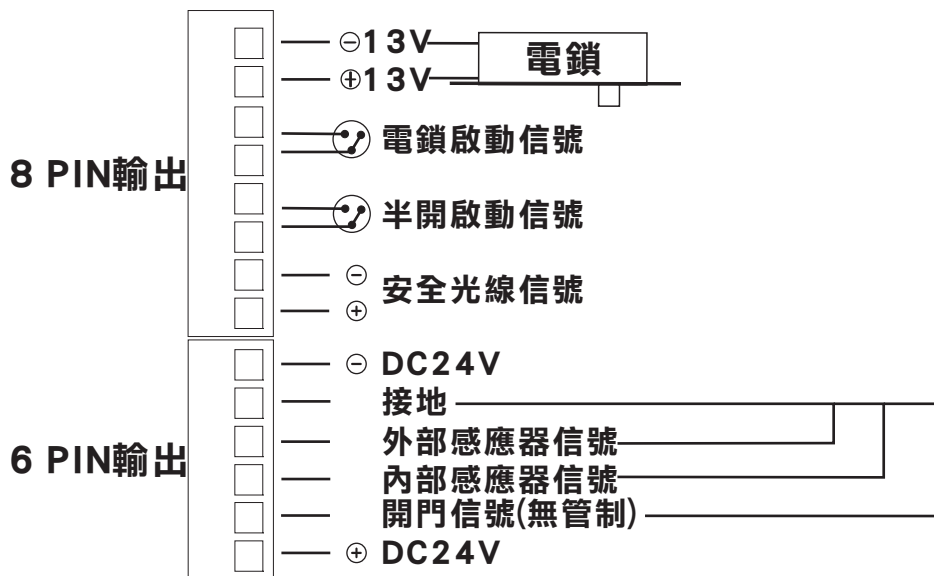 ⊖13V
電鎖
⊕13V
電鎖啟動信號
8 PIN輸出
半開啟動信號
⊖
安全光線信號
⊕
⊖ DC24V
接地
外部感應器信號
6 PIN輸出
內部感應器信號
開門信號(無管制)
⊕ DC24V